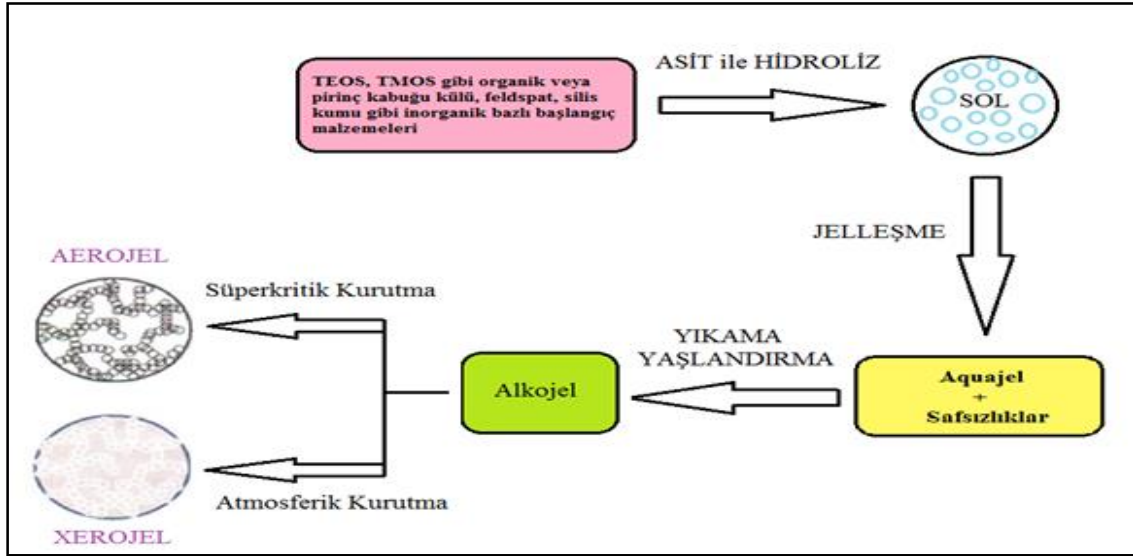 TEOS, TMOS gibi organik veya
pirinç kabuğu külü, feldspat, silis
kumu gibi inorganik bazlı başlangıç
malzemeleri
ASİT ile HİDROLİZ
SOL
JELLEŞME
Aquajel
+
Safsızlıklar
YIKAMA
YAŞLANDIRMA
Alkojel
Süperkritik Kurutma
AEROJEL
Atmosferik Kurutma
XEROJEL